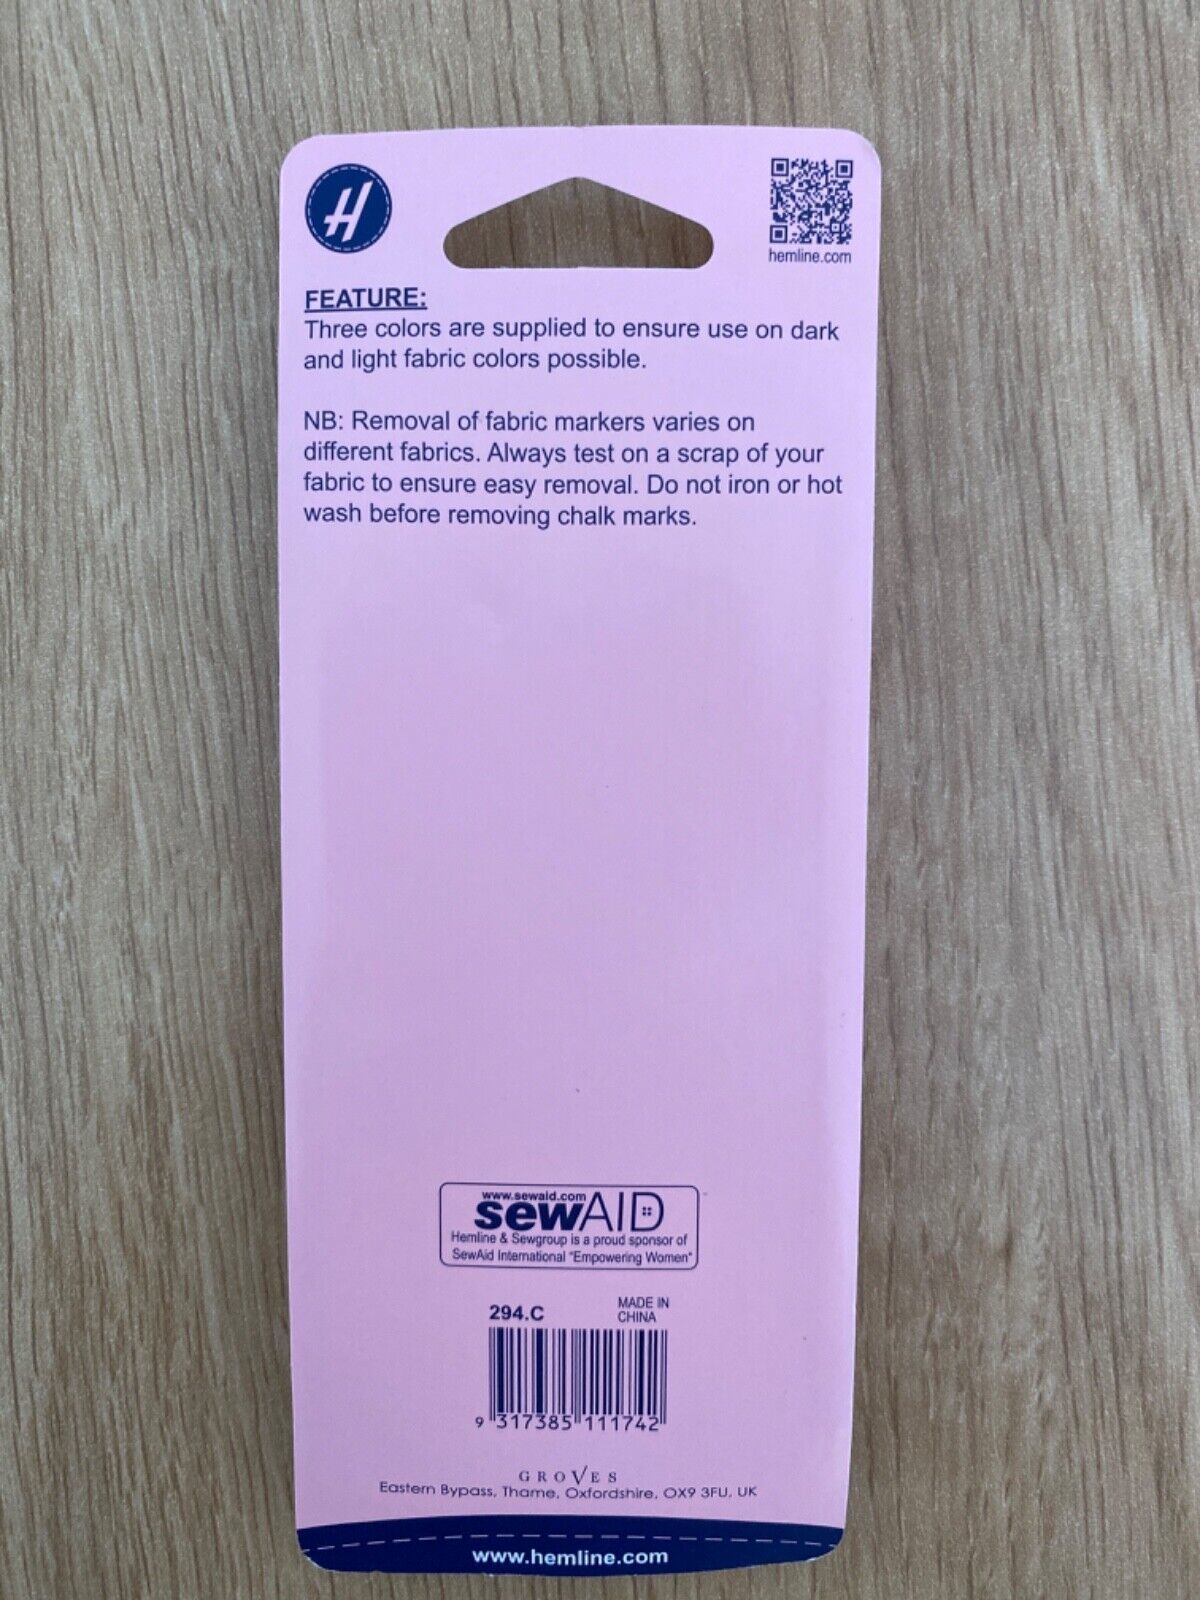 H
hemline.com
FEATURE:
Three colors are supplied to ensure use on dark
and light fabric colors possible.
NB: Removal of fabric markers varies on
different fabrics. Always test on a scrap of your
fabric to ensure easy removal. Do not iron or hot
wash before removing chalk marks.
www.sewaid.com
sewAID
Hemline & Sewgroup is a proud sponsor of
SewAid International "Empowering Women"
294.C
MADE IN
CHINA
9 317385 111742
GROVES
Eastern Bypass, Thame, Oxfordshire, OX9 3FU, UK
www.hemline.com